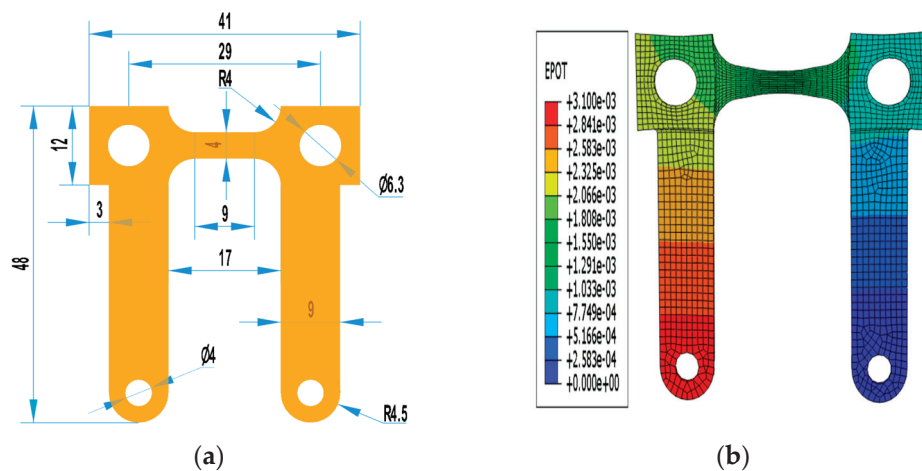 41
29
R4
12
4
Ø6.3
3
9
48
17
9
Ø4
R4.5
(a)
EPOT
+3.100e-03
+2.841e-03
+2.583e-03
+2.325e-03
+2.066e-03
+1.808e-03
+1.550e-03
+1.291e-03
+1.033e-03
+7.749e-04
+5.166e-04
+2.583e-04
+0.000e+00
(b)